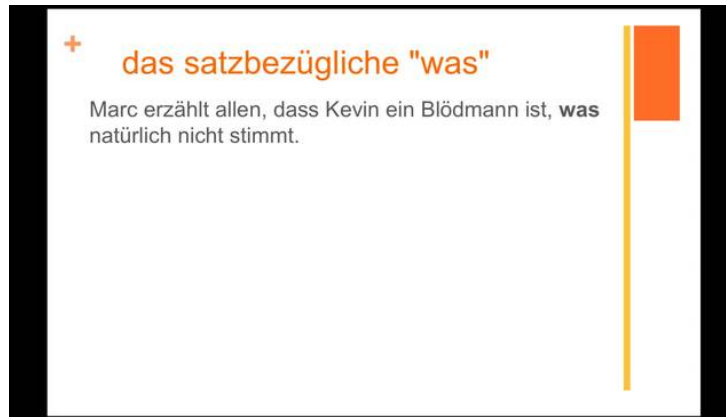 +
das satzbezügliche "was"
Marc erzählt allen, dass Kevin ein Blödmann ist, was
natürlich nicht stimmt.